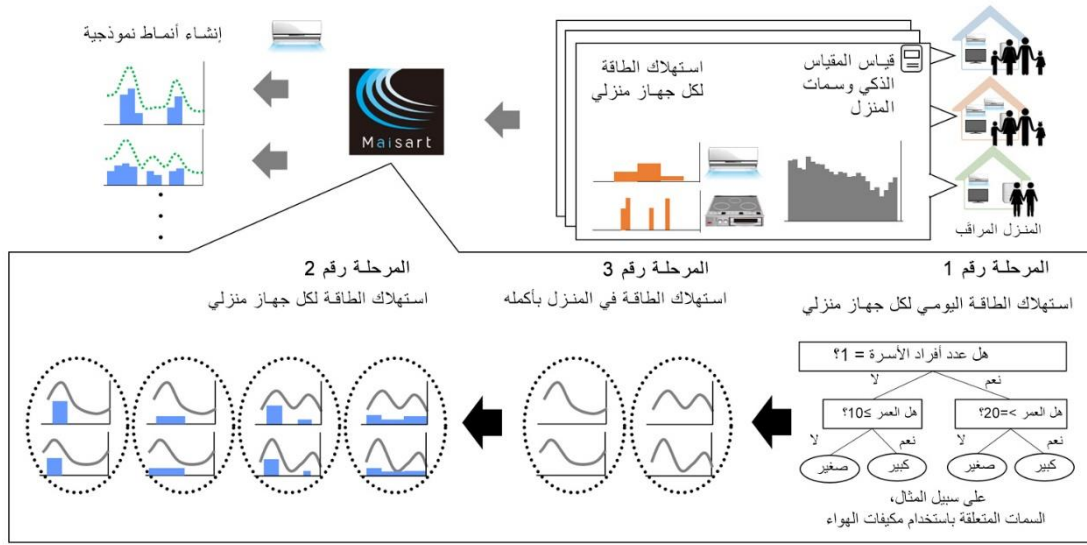 إنشاء أنماط نموذجية
Maisart
استهلاك الطاقة
لكل جهاز منزلي
قياس المقياس
الذكي وسمات
المنزل
المنزل المراقب
المرحلة رقم 1
استهلاك الطاقة اليومي لكل جهاز منزلي
هل عدد أفراد الأسرة = 1؟
نعم
لا
هل العمر >=20؟
هل العمر ≥10؟
نعم
لا
نعم
لا
كبير
صغير
كبير
صغير
على سبيل المثال،
السمات المتعلقة باستخدام مكيفات الهواء
المرحلة رقم 3
استهلاك الطاقة في المنزل بأكمله
المرحلة رقم 2
استهلاك الطاقة لكل جهاز منزلي